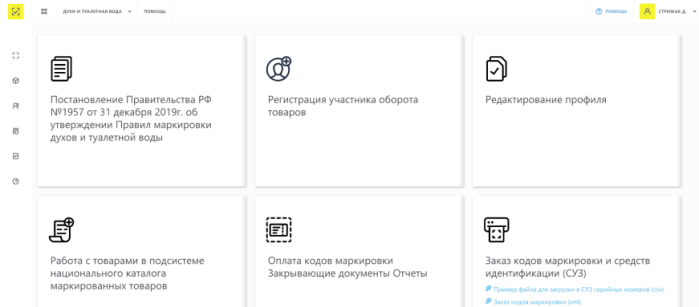 ДУХИ И ТУАЛЕТНАЯ ВОДА ПОМОЩЬ ПОМОЩЬ СТРИЖАК Д.
Постановление Правительства РФ
№1957 от 31 декабря 2019г. об
утверждении Правил маркировки
духов и туалетной воды
Регистрация участника оборота
товаров
Редактирование профиля
Работа с товарами в подсистеме
национального каталога
маркированных товаров
Оплата кодов маркировки
Закрывающие документы Отчеты
Заказ кодов маркировки и средств
идентификации (СУЗ)
Пример файла для загрузки в СУЗ серийных номеров (csv)
Заказ кодов маркировки (xml)